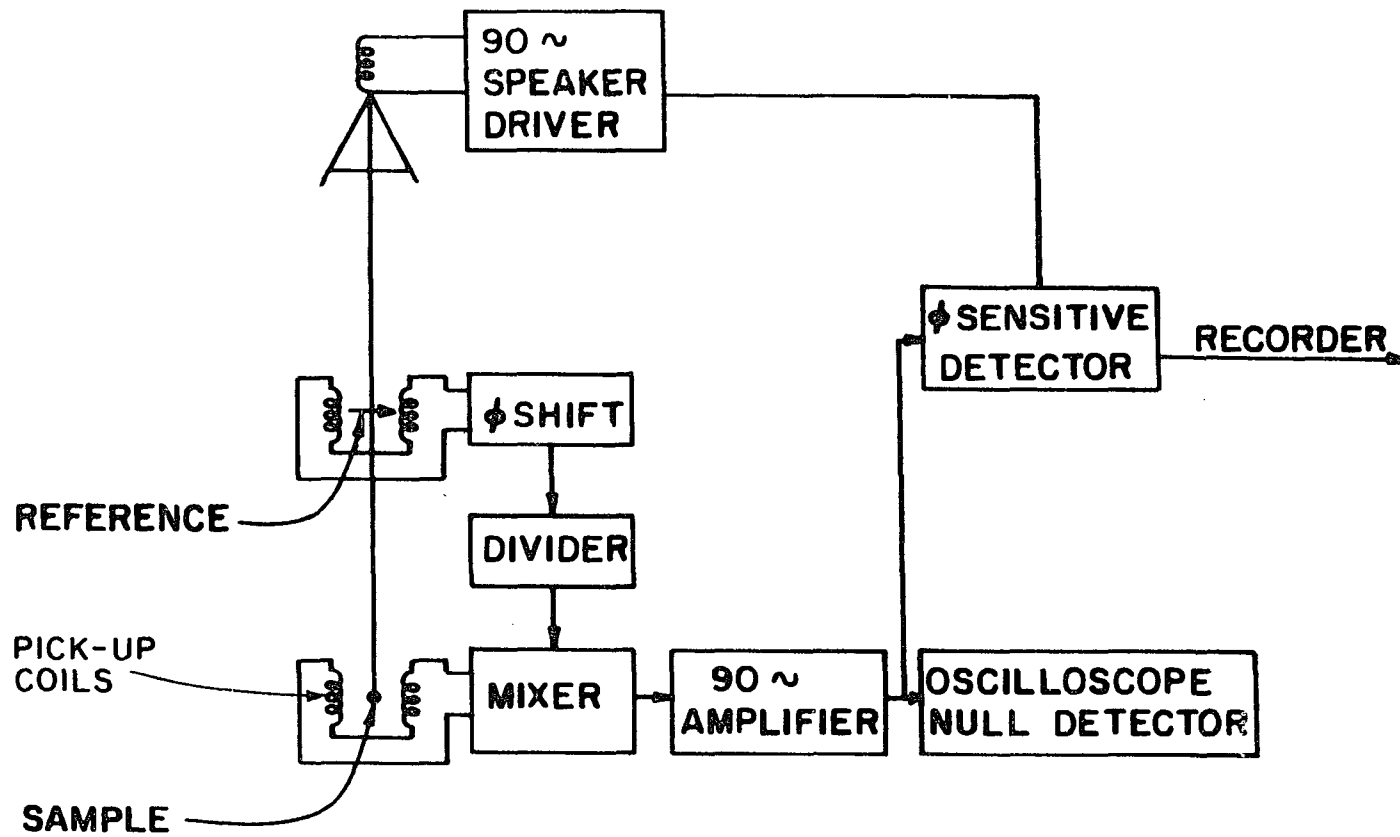 90 ~
SPEAKER
DRIVER
ϕ SENSITIVE
DETECTOR
RECORDER
ϕ SHIFT
REFERENCE
DIVIDER
PICK-UP
COILS
MIXER
90 ~
AMPLIFIER
OSCILLOSCOPE
NULL DETECTOR
SAMPLE